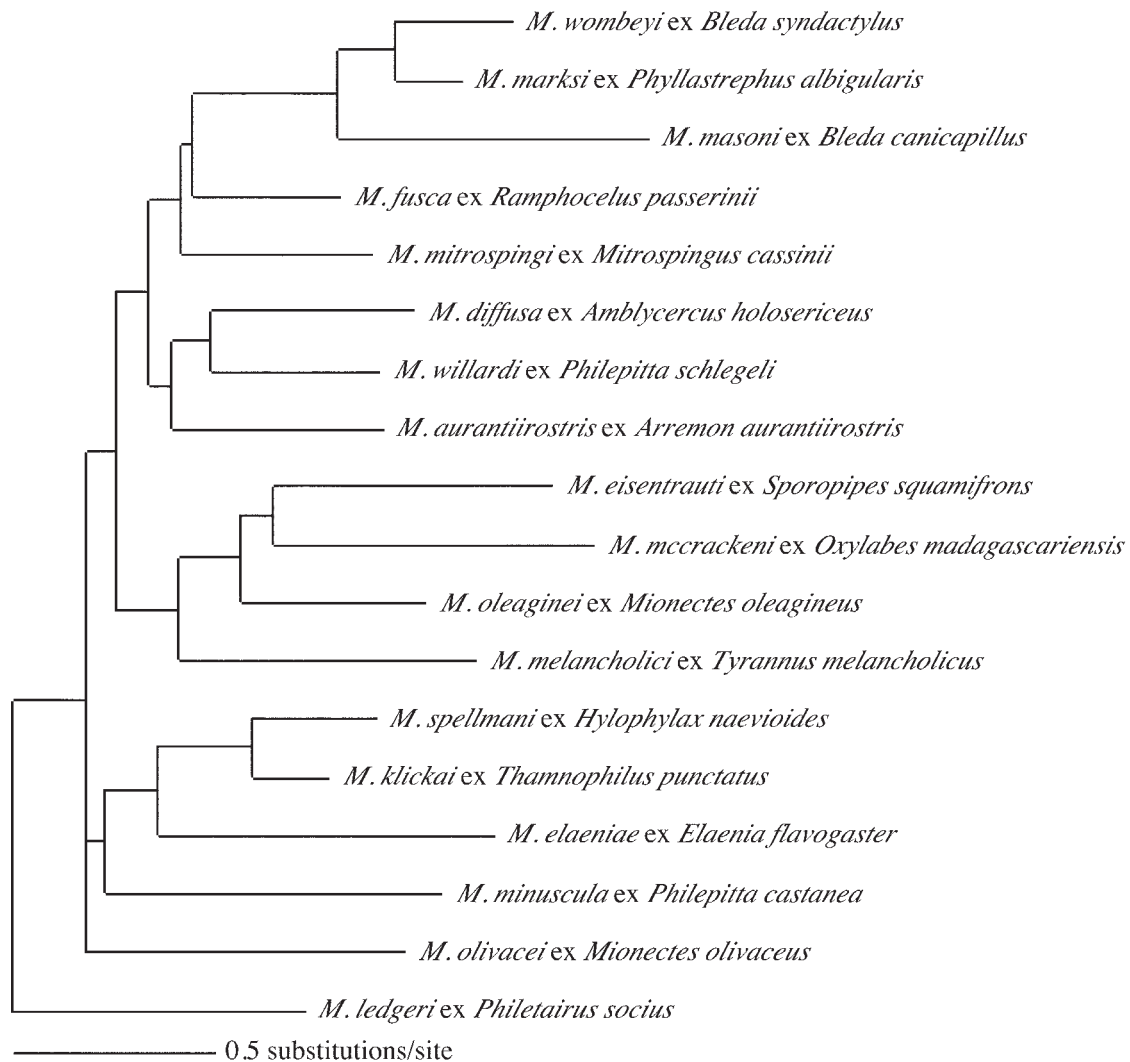 M. wombeyi ex Bleda syndactylus
M. marksi ex Phyllastrephus albigularis
M. masoni ex Bleda canicapillus
M. fusca ex Ramphocelus passerinii
M. mitrospingi ex Mitrospingus cassinii
M. diffusa ex Amblycercus holosericeus
M. willardi ex Philepitta schlegeli
M. aurantiirostris ex Arremon aurantiirostris
M. eisentrauti ex Sporopipes squamifrons
M. mccrackeni ex Oxylabes madagascariensis
M. oleaginei ex Mionectes oleagineus
M. melancholici ex Tyrannus melancholicus
M. spellmani ex Hylophylax naevioides
M. klickai ex Thamnophilus punctatus
M. elaeniae ex Elaenia flavogaster
M. minuscula ex Philepitta castanea
M. olivacei ex Mionectes olivaceus
M. ledgeri ex Philetairus socius
0.5 substitutions/site